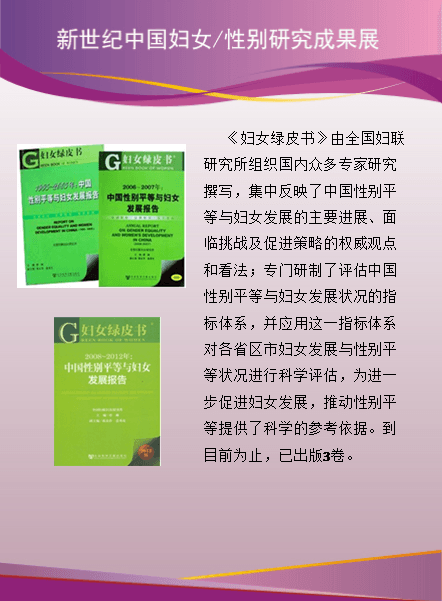 新世纪中国妇女/性别研究成果展
《妇女绿皮书》由全国妇联
研究所组织国内众多专家研究
撰写，集中反映了中国性别平
等与妇女发展的主要进展、面
临挑战及促进策略的权威观点
和看法；专门研制了评估中国
性别平等与妇女发展状况的指
标体系，并应用这一指标体系
对各省区市妇女发展与性别平
等状况进行科学评估，为进一
步促进妇女发展，推动性别平
等提供了科学的参考依据。到
目前为止，已出版3卷。
G妇女绿皮书
1995-2005年：中国
性别平等与妇女发展报告
REPORT ON
GENDER EQUALITY AND WOMEN'S
DEVELOPMENT IN CHINA
G妇女绿皮书
GREEN BOOK OF WOMEN
2006-2007年：
中国性别平等与妇女
发展报告
ANNUAL REPORT
ON GENDER EQUALITY
AND WOMEN'S DEVELOPMENT
IN CHINA
G妇女绿皮书
GREEN BOOK OF WOMEN
2008-2012年：
中国性别平等与妇女
发展报告